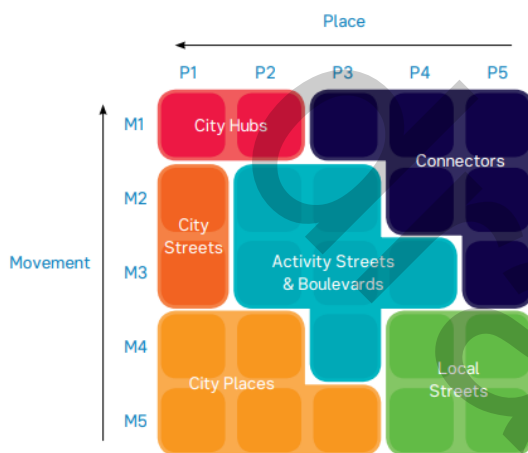 Place
P1 P2 P3 P4 P5
M1
City Hubs
Connectors
M2
City
Streets
Movement
M3
Activity Streets
& Boulevards
M4
City Places
Local
Streets
M5